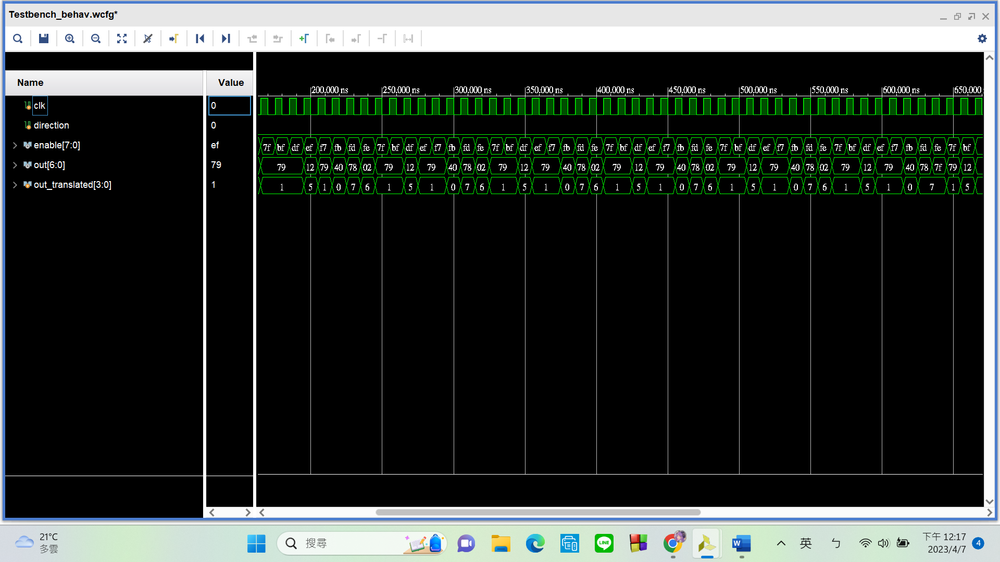 Testbench_behav.wcfg*
Name
Value
200.000 ns 250.000 ns 300.000 ns 350.000 ns 400.000 ns 450.000 ns 500.000 ns 550.000 ns 600.000 ns 650.000
clk 0
direction 0
enable[7:0] ef 7f bf df ef f7 fb fd fe 7f bf df ef f7 fb fd fe 7f bf df ef f7 fb fd fe 7f bf df ef f7 fb fd fe 7f bf df ef f7 fb fd fe 7f bf df ef f7 fb fd fe 7f bf
out[6:0] 79 79 12 79 40 78 02 79 12 79 40 78 02 79 12 79 40 78 02 79 12 79 40 78 02 79 12 79 40 78 02 79 12 79 40 78 7f 79 12
out_translated[3:0] 1 1 5 1 0 7 6 1 5 1 0 7 6 1 5 1 0 7 6 1 5 1 0 7 6 1 5 1 0 7 6 1 5 1 0 7 1 5
21°C
多雲
搜尋
LINE
W
英
ㄅ
下午 12:17
2023/4/7
4